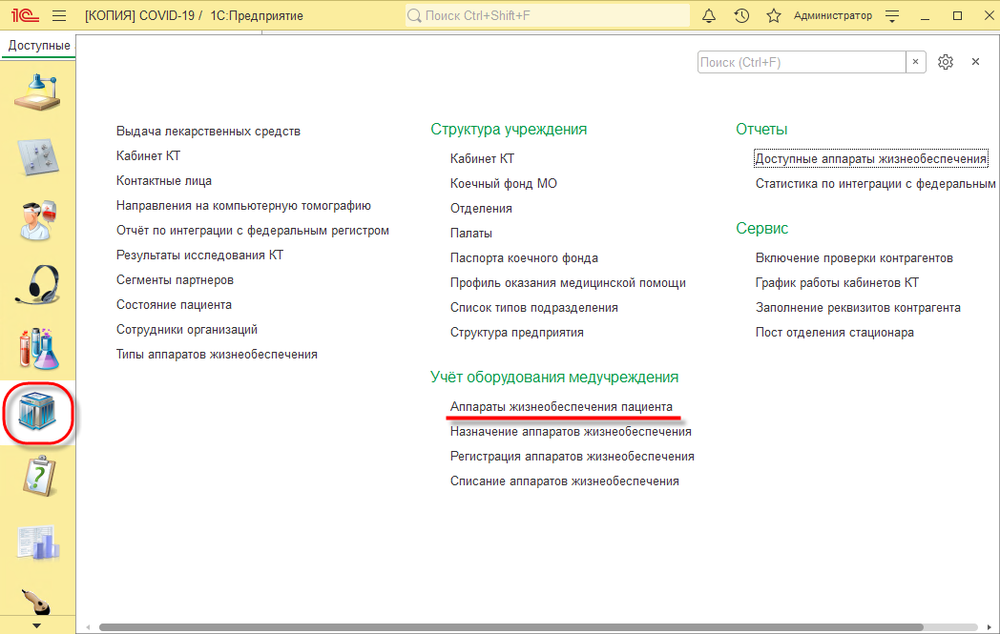 1С [КОПИЯ] COVID-19 / 1С:Предприятие Поиск Ctrl+Shift+F Администратор
Доступные
Поиск (Ctrl+F)
Выдача лекарственных средств
Кабинет КТ
Контактные лица
Направления на компьютерную томографию
Отчёт по интеграции с федеральным регистром
Результаты исследования КТ
Сегменты партнеров
Состояние пациента
Сотрудники организаций
Типы аппаратов жизнеобеспечения
Структура учреждения
Кабинет КТ
Коечный фонд МО
Отделения
Палаты
Паспорта коечного фонда
Профиль оказания медицинской помощи
Список типов подразделения
Структура предприятия
Учёт оборудования медучреждения
Аппараты жизнеобеспечения пациента
Назначение аппаратов жизнеобеспечения
Регистрация аппаратов жизнеобеспечения
Списание аппаратов жизнеобеспечения
Отчеты
Доступные аппараты жизнеобеспечения
Статистика по интеграции с федеральным
Сервис
Включение проверки контрагентов
График работы кабинетов КТ
Заполнение реквизитов контрагента
Пост отделения стационара